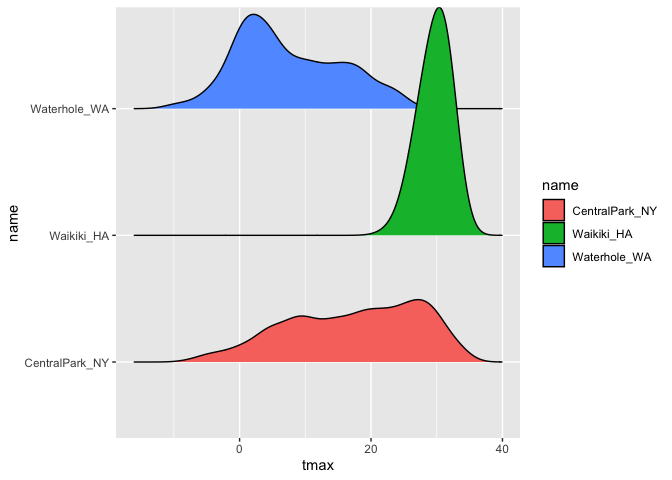 Waterhole_WA
Waikiki_HA
CentralPark_NY
name
0
20
40
tmax
name
CentralPark_NY
Waikiki_HA
Waterhole_WA